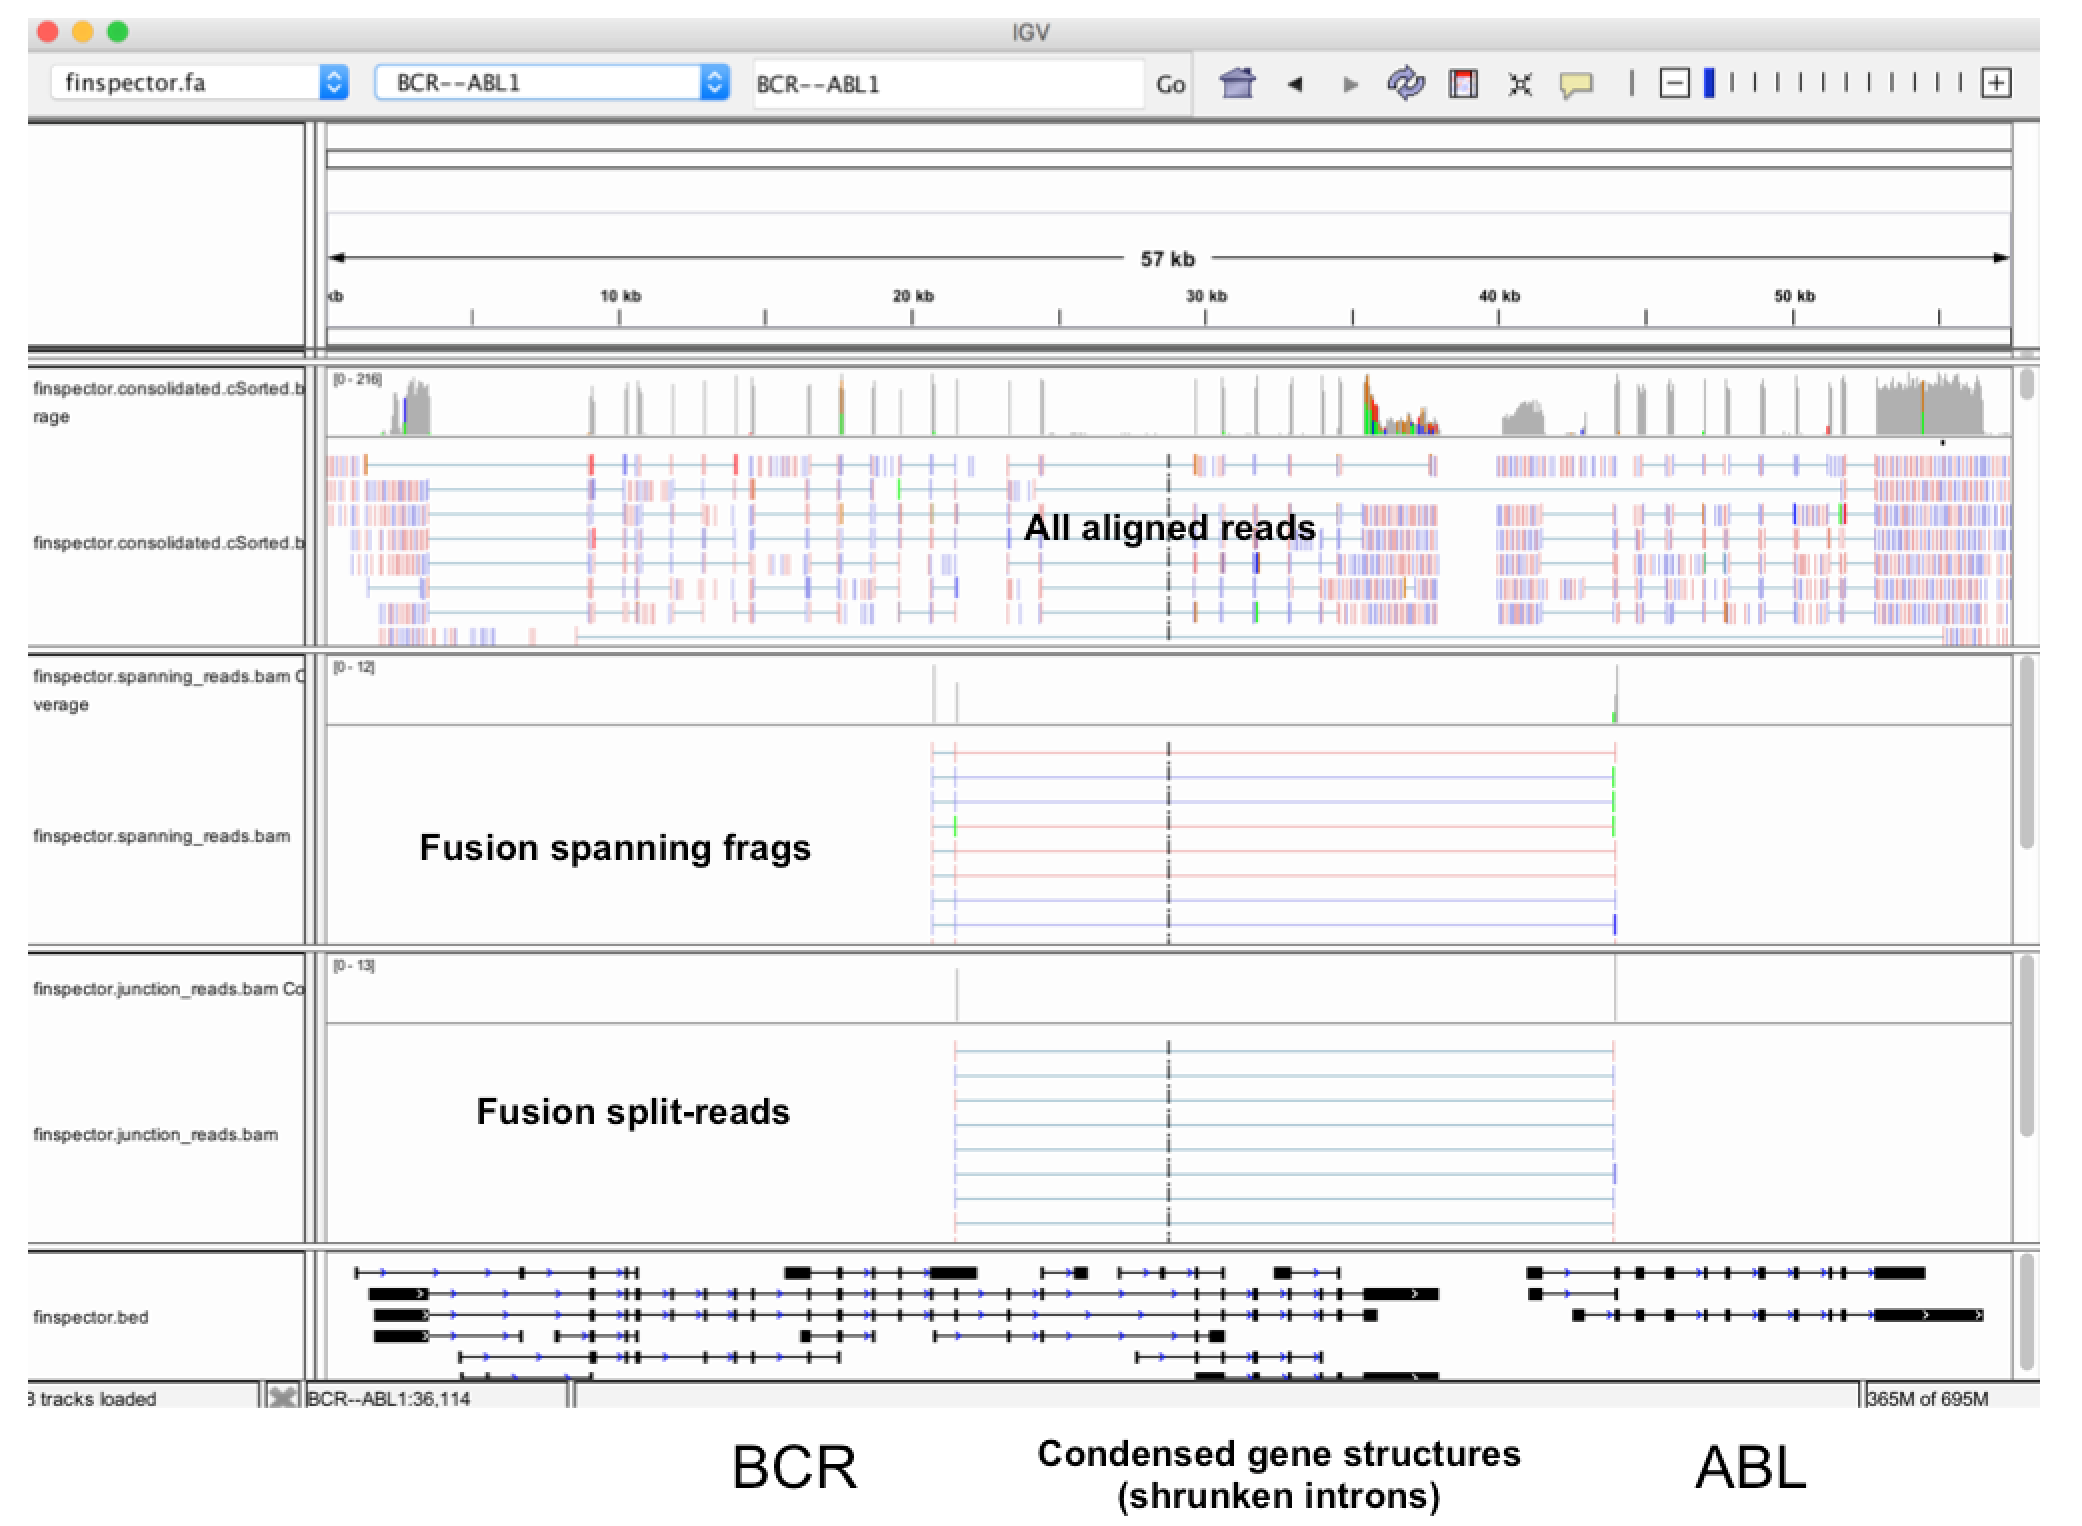 IGV
finspector.fa
BCR--ABL1
BCR--ABL1
Go
57 kb
kb 10 kb 20 kb 30 kb 40 kb 50 kb
finspector.consolidated.cSorted.b
rage
[0 - 216]
finspector.consolidated.cSorted.b
All aligned reads
finspector.spanning_reads.bam C
verage
[0 - 12]
finspector.spanning_reads.bam
Fusion spanning frags
finspector.junction_reads.bam Co
[0 - 13]
finspector.junction_reads.bam
Fusion split-reads
finspector.bed
8 tracks loaded
BCR--ABL1:36,114
365M of 695M
BCR
Condensed gene structures
(shrunken introns)
ABL